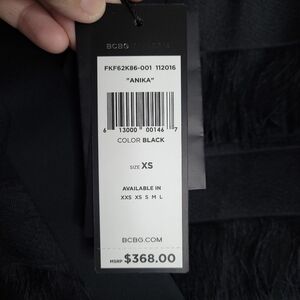 BCBG
FKF62K86-001 112016
"ANIKA"
6 13000 00146 7
COLOR BLACK
SIZE XS
AVAILABLE IN
XXS XS S M L
BCBG.COM
MSRP $368.00